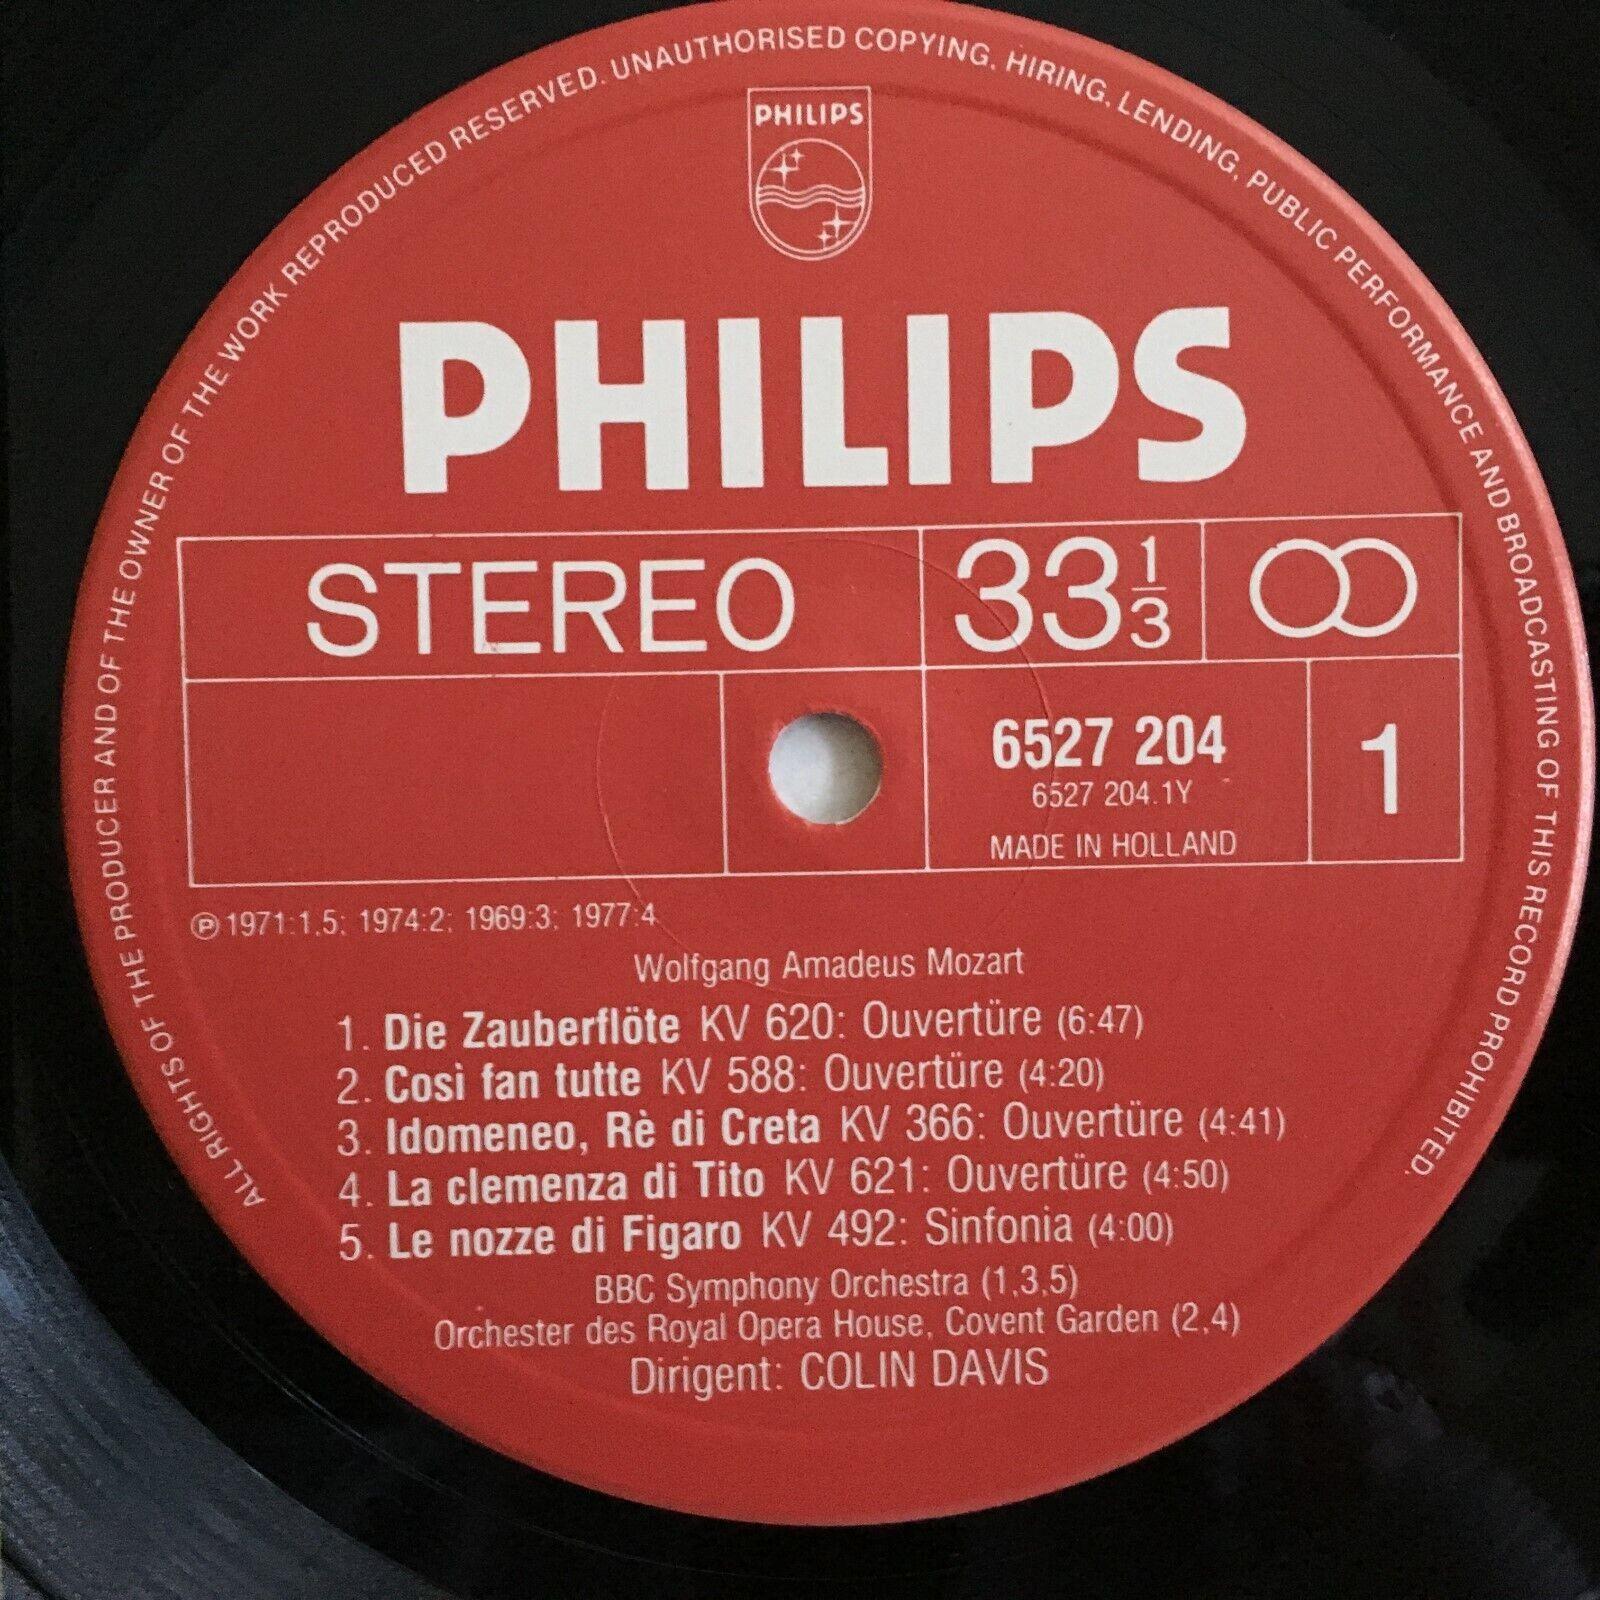 ALL RIGHTS OF THE PRODUCER AND OF THE OWNER OF THE WORK REPRODUCED RESERVED. UNAUTHORISED COPYING, HIRING, LENDING, PUBLIC PERFORMANCE AND BROADCASTING OF THIS RECORD PROHIBITED.
PHILIPS
PHILIPS
STEREO 33 1/3
6527 204 1
6527 204.1Y
MADE IN HOLLAND
℗ 1971:1,5; 1974:2; 1969:3; 1977:4
Wolfgang Amadeus Mozart
1. Die Zauberflöte KV 620: Ouvertüre (6:47)
2. Così fan tutte KV 588: Ouvertüre (4:20)
3. Idomeneo, Rè di Creta KV 366: Ouvertüre (4:41)
4. La clemenza di Tito KV 621: Ouvertüre (4:50)
5. Le nozze di Figaro KV 492: Sinfonia (4:00)
BBC Symphony Orchestra (1,3,5)
Orchester des Royal Opera House, Covent Garden (2,4)
Dirigent: COLIN DAVIS